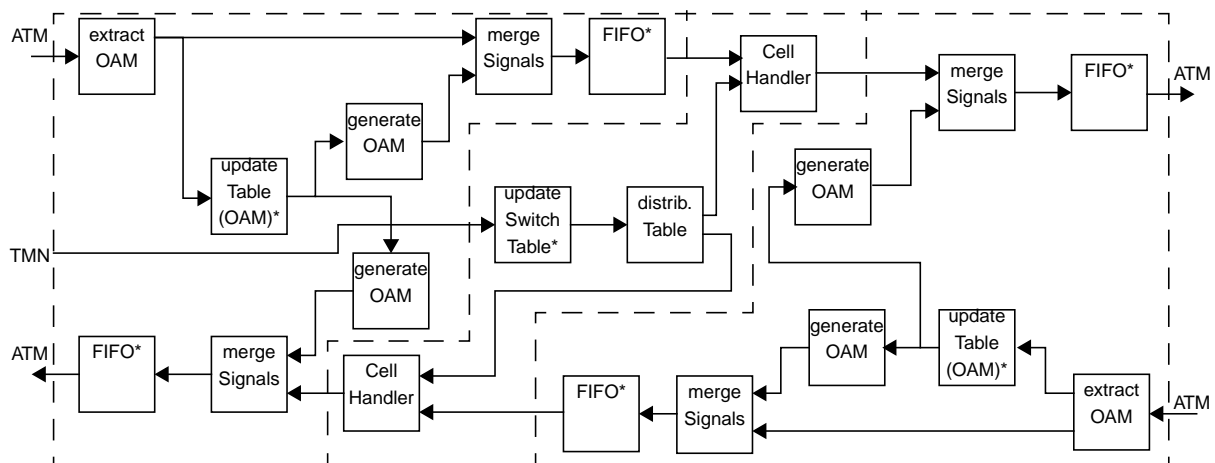 ATM
extract
OAM
merge
Signals
FIFO*
Cell
Handler
merge
Signals
FIFO*
ATM
generate
OAM
generate
OAM
update
Table
(OAM)*
update
Switch
Table*
distrib.
Table
TMN
generate
OAM
generate
OAM
update
Table
(OAM)*
ATM
FIFO*
merge
Signals
Cell
Handler
FIFO*
merge
Signals
extract
OAM
ATM